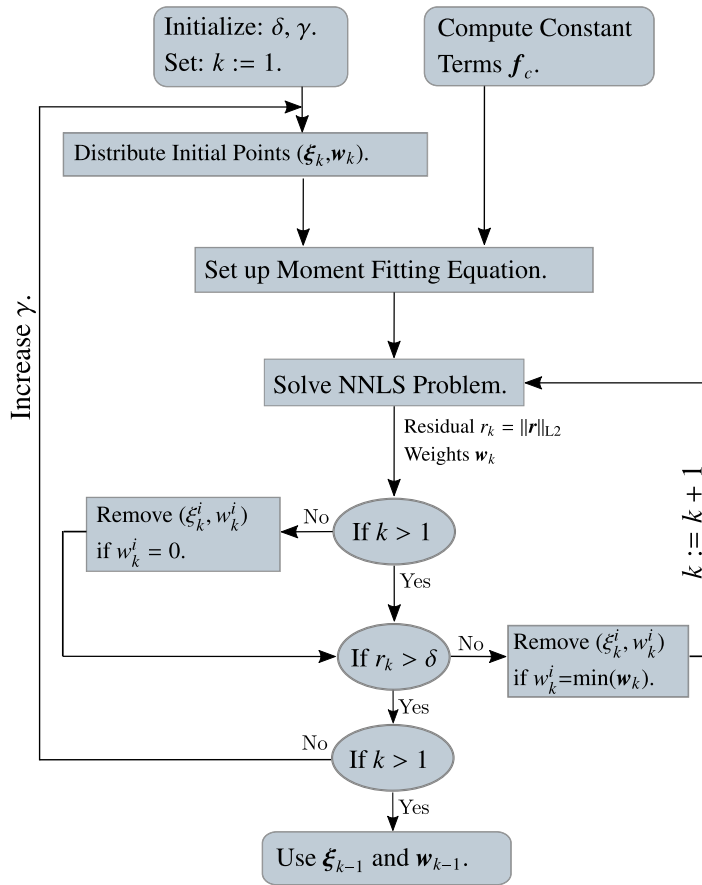 Initialize: δ, γ.
Set: k := 1.
Compute Constant
Terms f_c.
Distribute Initial Points (ξ_k,w_k).
Set up Moment Fitting Equation.
Increase γ.
Solve NNLS Problem.
Residual r_k = ||r||_L2
Weights w_k
k := k + 1
Remove (ξ_k^i, w_k^i)
if w_k^i = 0.
No
If k > 1
Yes
If r_k > δ
No
Remove (ξ_k^i, w_k^i)
if w_k^i=min(w_k).
Yes
No
If k > 1
Yes
Use ξ_{k−1} and w_{k−1}.